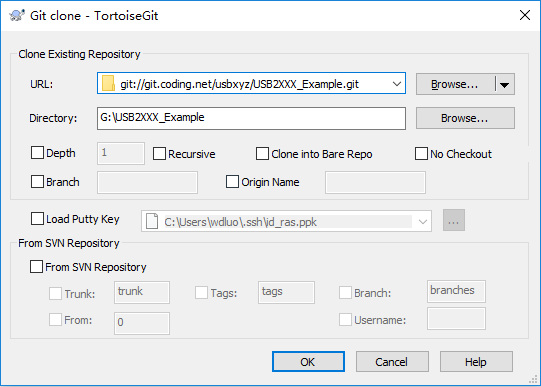 Git clone - TortoiseGit
Clone Existing Repository
URL: git://git.coding.net/usbxyz/USB2XXX_Example.git Browse...
Directory: G:\USB2XXX_Example Browse...
Depth 1 Recursive Clone into Bare Repo No Checkout
Branch Origin Name
Load Putty Key C:\Users\wdluo\.ssh\id_ras.ppk ...
From SVN Repository
From SVN Repository
Trunk: trunk Tags: tags Branch: branches
From: 0 Username:
OK Cancel Help